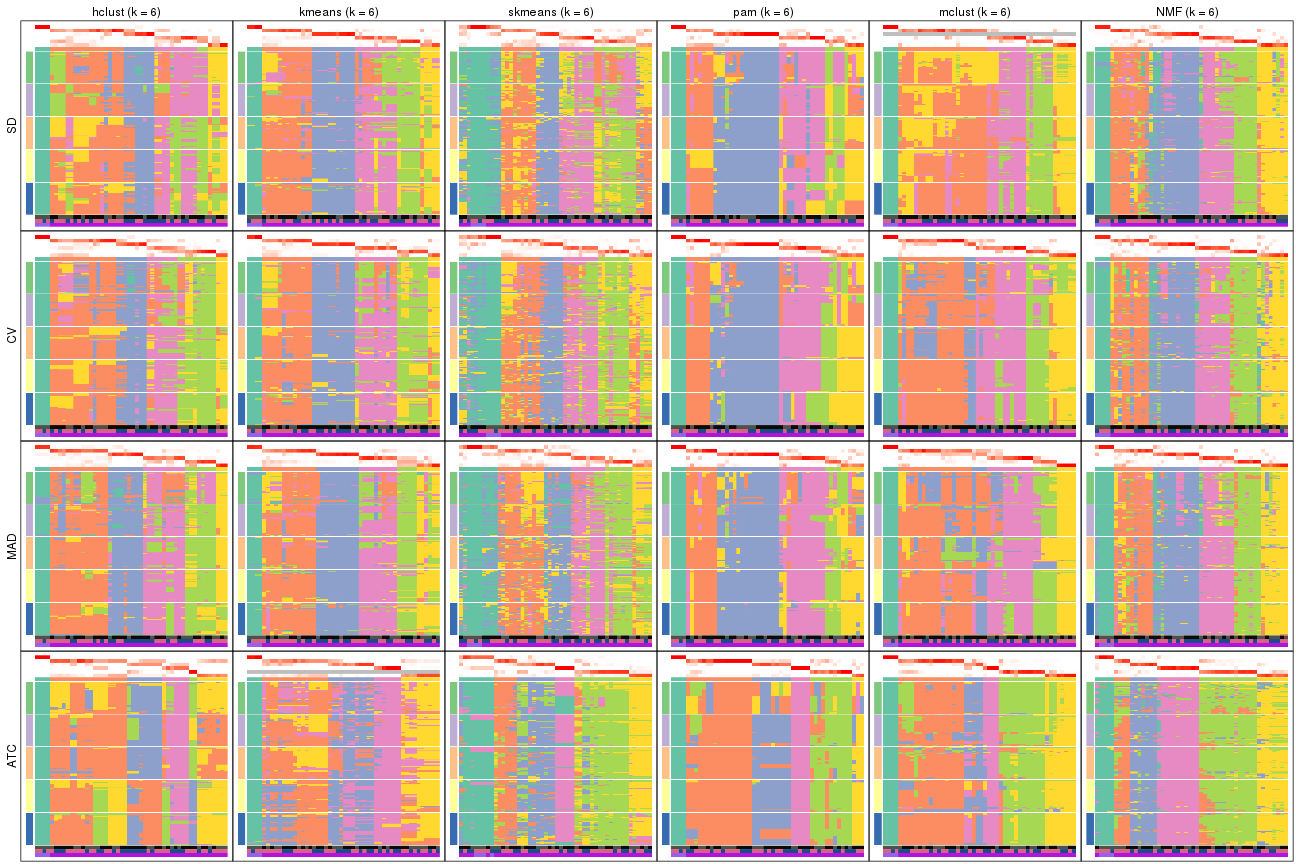 hclust (k = 6) kmeans (k = 6) skmeans (k = 6) pam (k = 6) mclust (k = 6) NMF (k = 6)
SD
CV
MAD
ATC